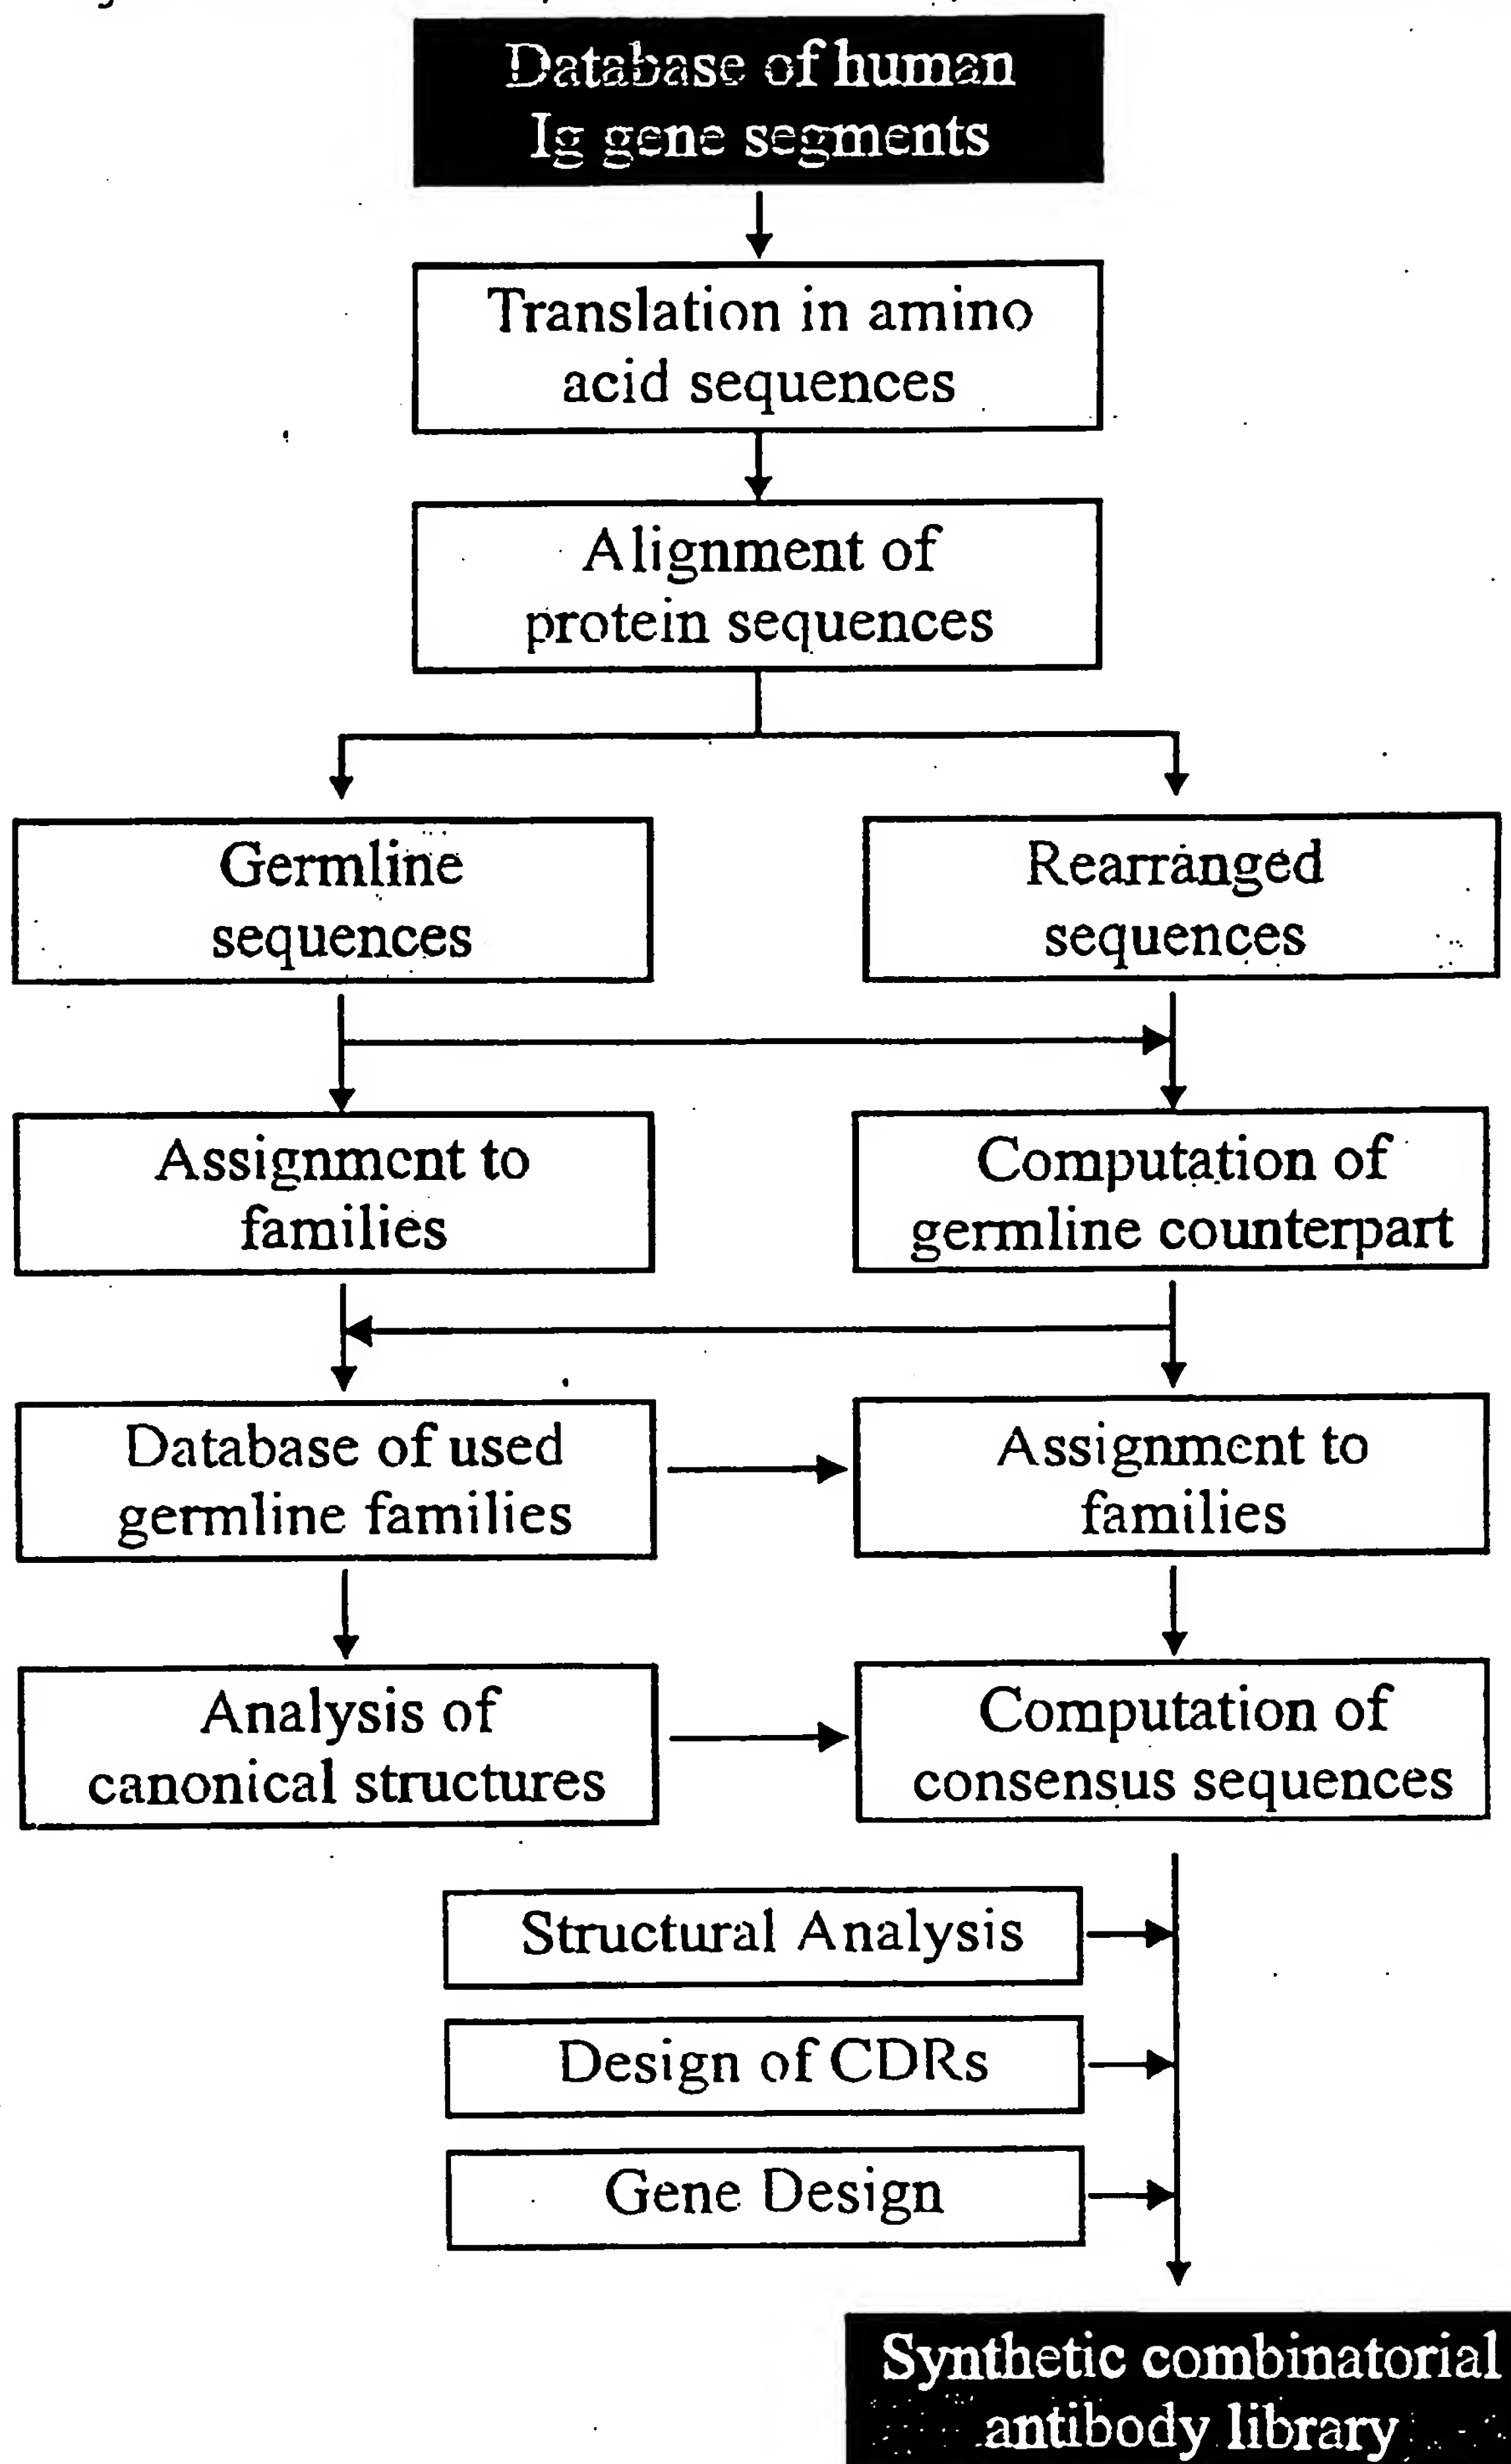 Database of human
Ig gene segments
Translation in amino
acid sequences
Alignment of
protein sequences
Germline
sequences
Rearranged
sequences
Assignment to
families
Computation of
germline counterpart
Database of used
germline families
Assignment to
families
Analysis of
canonical structures
Computation of
consensus sequences
Structural Analysis
Design of CDRs
Gene Design
Synthetic combinatorial
antibody library